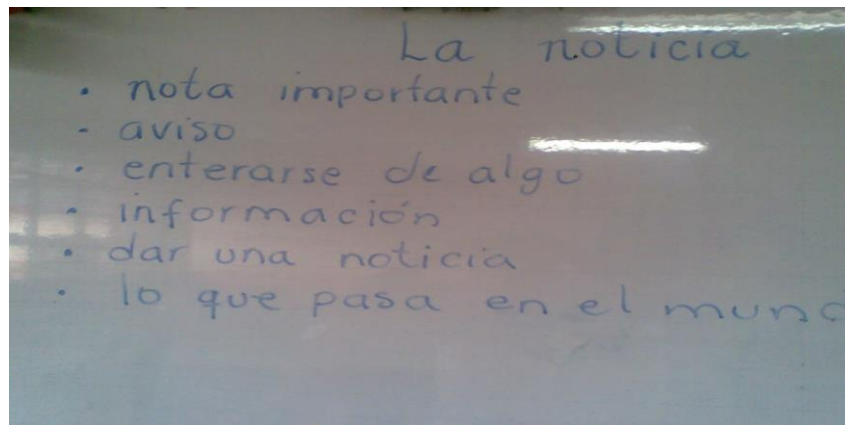 La noticia
· nota importante
- aviso
· enterarse de algo
· información
· dar una noticia
· lo que pasa en el